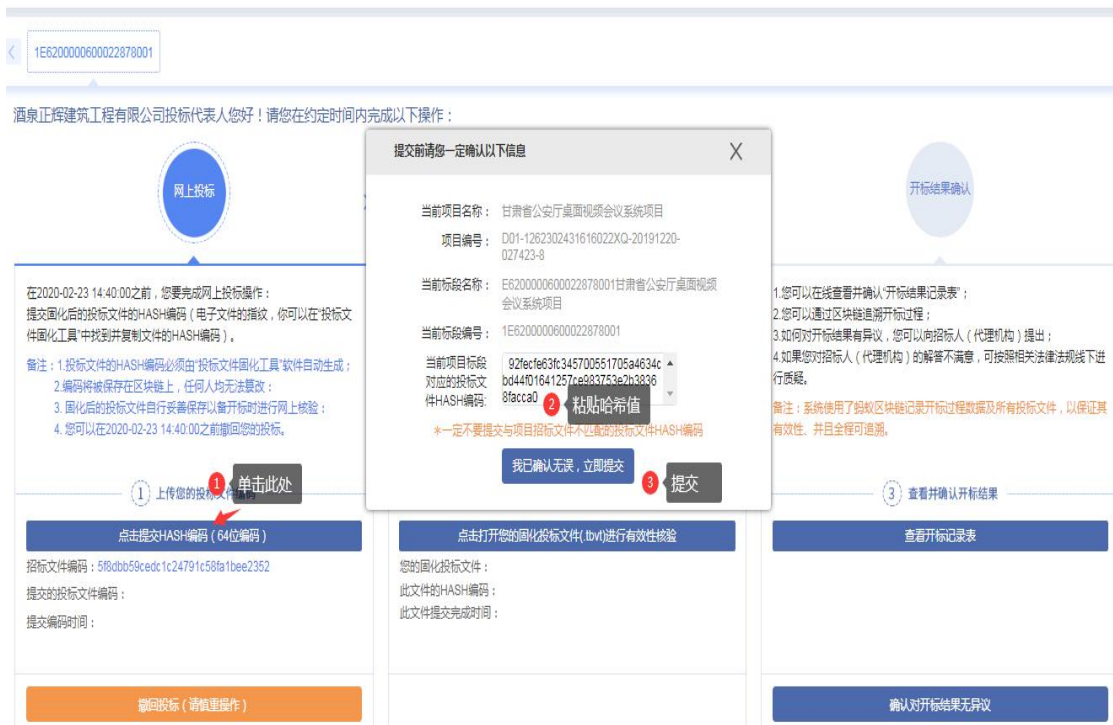 1E6200000600022878001
酒泉正辉建筑工程有限公司投标代表人您好！请您在约定时间内完成以下操作：
网上投标
在2020-02-23 14:40:00之前，您要完成网上投标操作：
提交固化后的投标文件的HASH编码（电子文件的指纹，你可以在“投标文
件固化工具”中找到并复制文件的HASH编码）。
备注：1.投标文件的HASH编码必须由“投标文件固化工具”软件自动生成；
2.编码将被保存在区块链上，任何人均无法篡改；
3. 固化后的投标文件自行妥善保存以备开标时进行网上核验；
4. 您可以在2020-02-23 14:40:00之前撤回您的投标。
1 上传您的投标文件编码
1 单击此处
点击提交HASH编码（64位编码）
招标文件编码：5f8dbb59cedc1c24791c58fa1bee2352
提交的投标文件编码：
提交编码时间：
撤回投标（请慎重操作）
提交前请您一定确认以下信息
X
当前项目名称： 甘肃省公安厅桌面视频会议系统项目
项目编号： D01-1262302431616022XQ-20191220-
027423-8
当前标段名称： E6200000600022878001甘肃省公安厅桌面视频
会议系统项目
当前标段编号： 1E6200000600022878001
当前项目标段
对应的投标文
件HASH编码:
92fecfe63fc345700551705a4634c
bd44f01641257ce983753e2b3836
8facca0
2 粘贴哈希值
＊一定不要提交与项目招标文件不匹配的投标文件HASH编码
我已确认无误，立即提交
3 提交
点击打开您的固化投标文件(.tbvt)进行有效性核验
您的固化投标文件：
此文件的HASH编码：
此文件提交完成时间：
开标结果确认
1.您可以在线查看并确认“开标结果记录表”；
2.您可以通过区块链追溯开标过程；
3.如何对开标结果有异议，您可以向招标人（代理机构）提出；
4.如果您对招标人（代理机构）的解答不满意，可按照相关法律法规线下进
行质疑。
备注：系统使用了蚂蚁区块链记录开标过程数据及所有投标文件，以保证其
有效性、并且全程可追溯。
3 查看并确认开标结果
查看开标记录表
确认对开标结果无异议